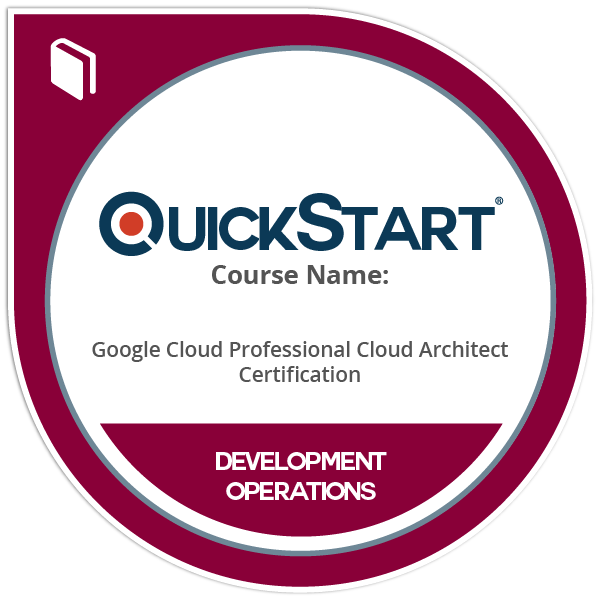 QUICKSTART®
Course Name:
Google Cloud Professional Cloud Architect
Certification
DEVELOPMENT
OPERATIONS